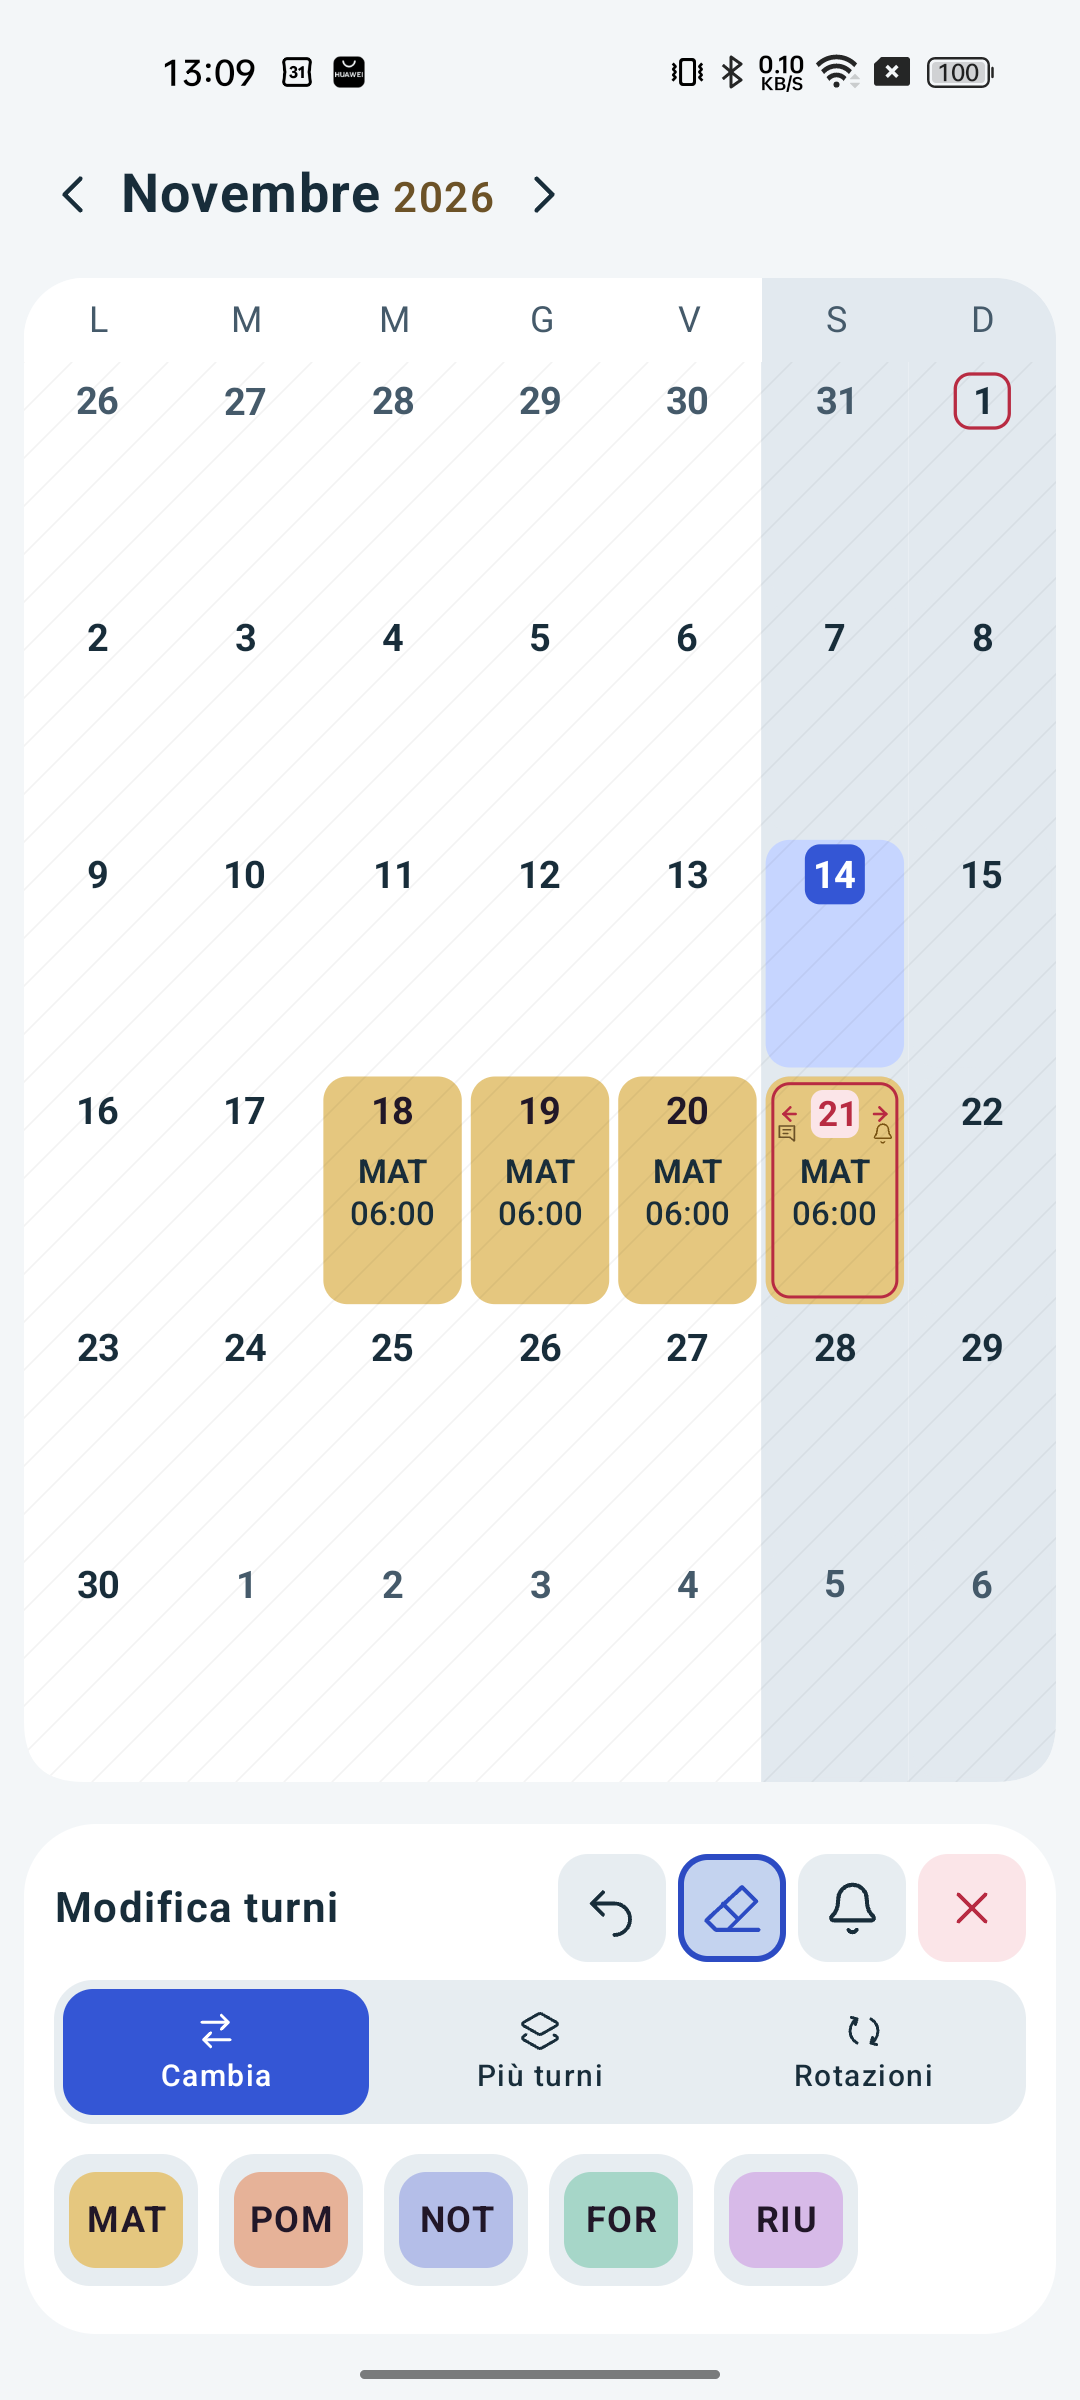 13:09 31 HUAWEI 0.10 KB/S 100
Novembre 2026
L M M G V S D
26 27 28 29 30 31 1
2 3 4 5 6 7 8
9 10 11 12 13 14 15
16 17 18 19 20 21 22
MAT MAT MAT MAT
06:00 06:00 06:00 06:00
23 24 25 26 27 28 29
30 1 2 3 4 5 6
Modifica turni
Cambia Più turni Rotazioni
MAT POM NOT FOR RIU